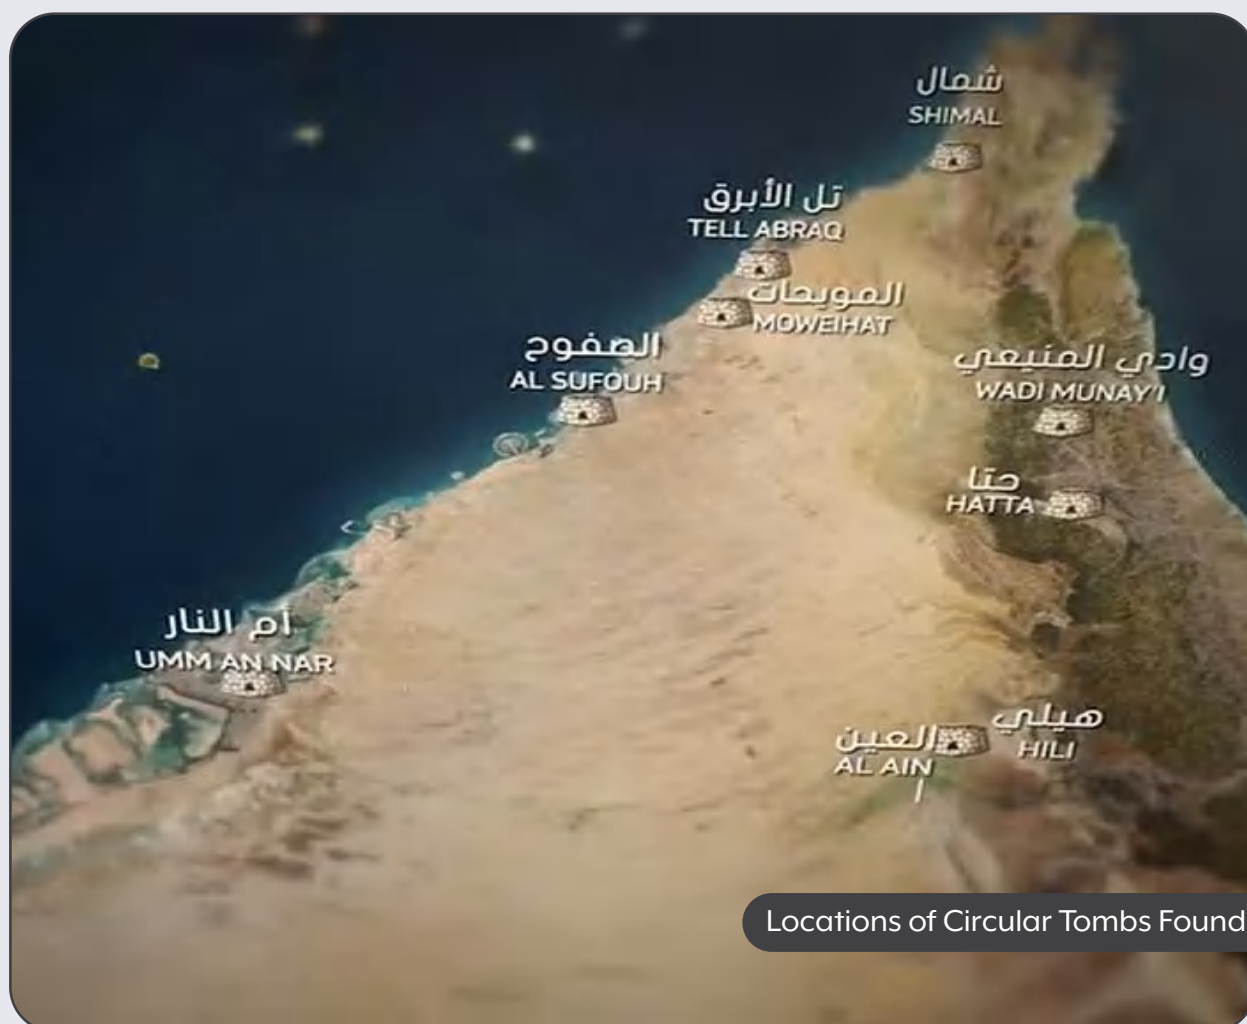 شمال
SHIMAL
تل الأبرق
TELL ABRAQ
المويحات
MOWEIHAT
الصفوح
AL SUFOUH
وادي المنيعي
WADI MUNAY'I
حتا
HATTA
أم النار
UMM AN NAR
هيلي
HILI
العين
AL AIN
Locations of Circular Tombs Found